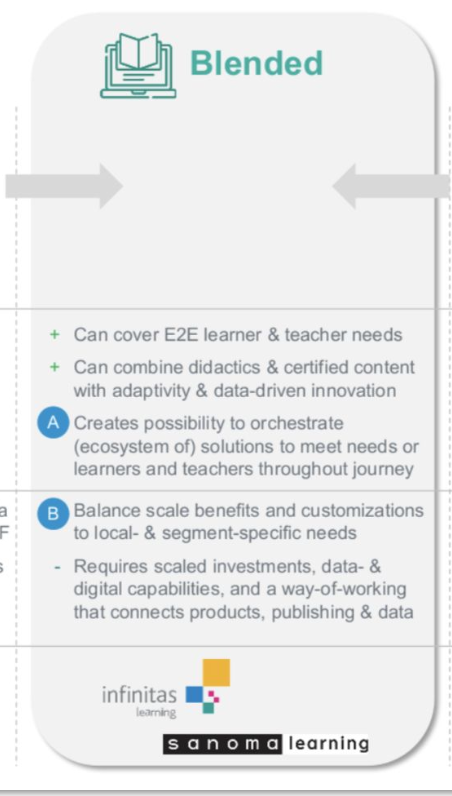 Blended
+ Can cover E2E learner & teacher needs
+ Can combine didactics & certified content
with adaptivity & data-driven innovation
A Creates possibility to orchestrate
(ecosystem of) solutions to meet needs or
learners and teachers throughout journey
a
F
s
B Balance scale benefits and customizations
to local- & segment-specific needs
- Requires scaled investments, data- &
digital capabilities, and a way-of-working
that connects products, publishing & data
infinitas
learning
sanoma learning